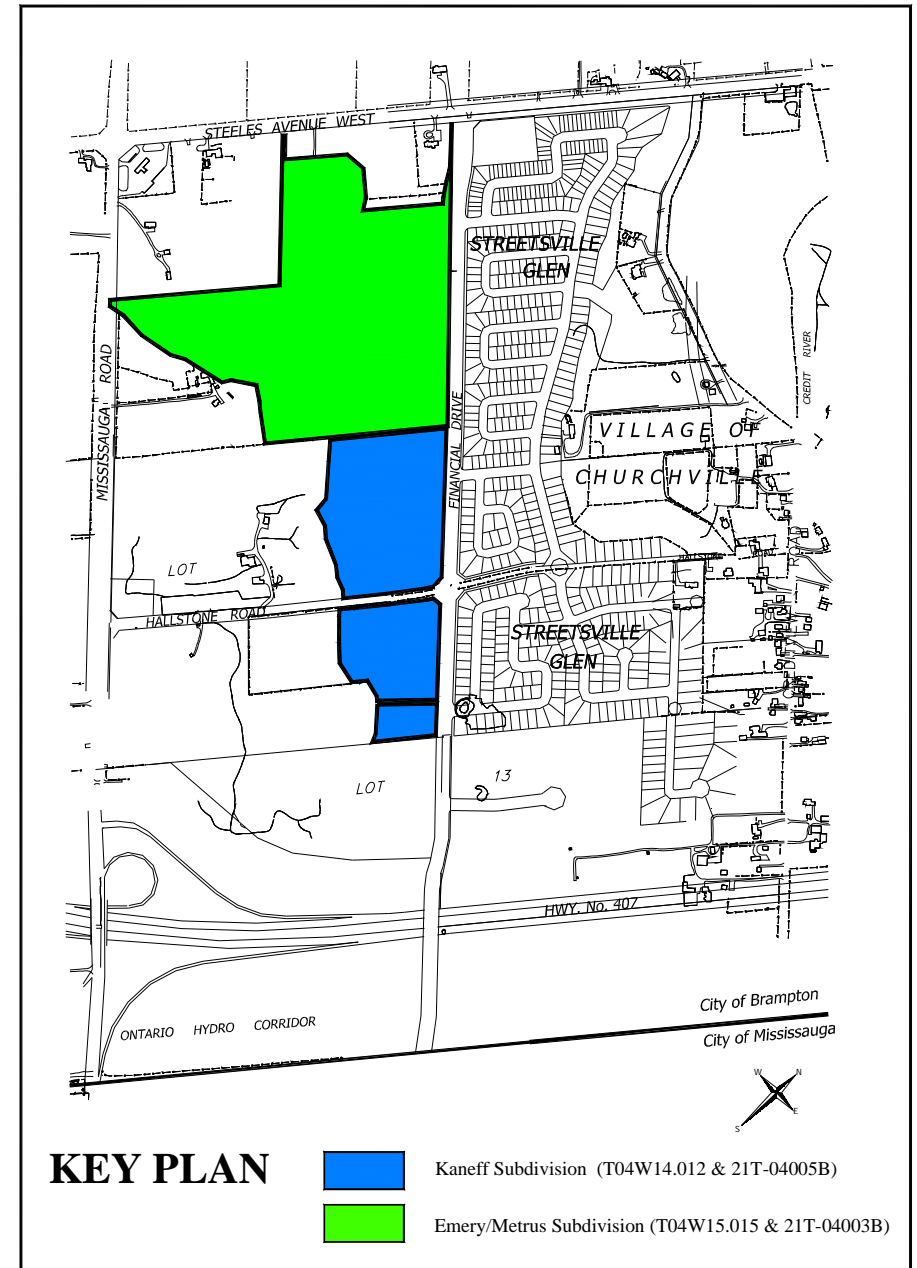 STEELES AVENUE WEST
STREETSVILLE
GLEN
MISSISSAUGA ROAD
FINANCIAL DRIVE
CREDIT RIVER
VILLAGE OF
CHURCHVIL
LOT
HALLSTONE ROAD
STREETSVILLE
GLEN
LOT
13
HWY. No. 407
ONTARIO HYDRO CORRIDOR
City of Brampton
City of Mississauga
W N
S E
KEY PLAN
Kaneff Subdivision (T04W14.012 & 21T-04005B)
Emery/Metrus Subdivision (T04W15.015 & 21T-04003B)